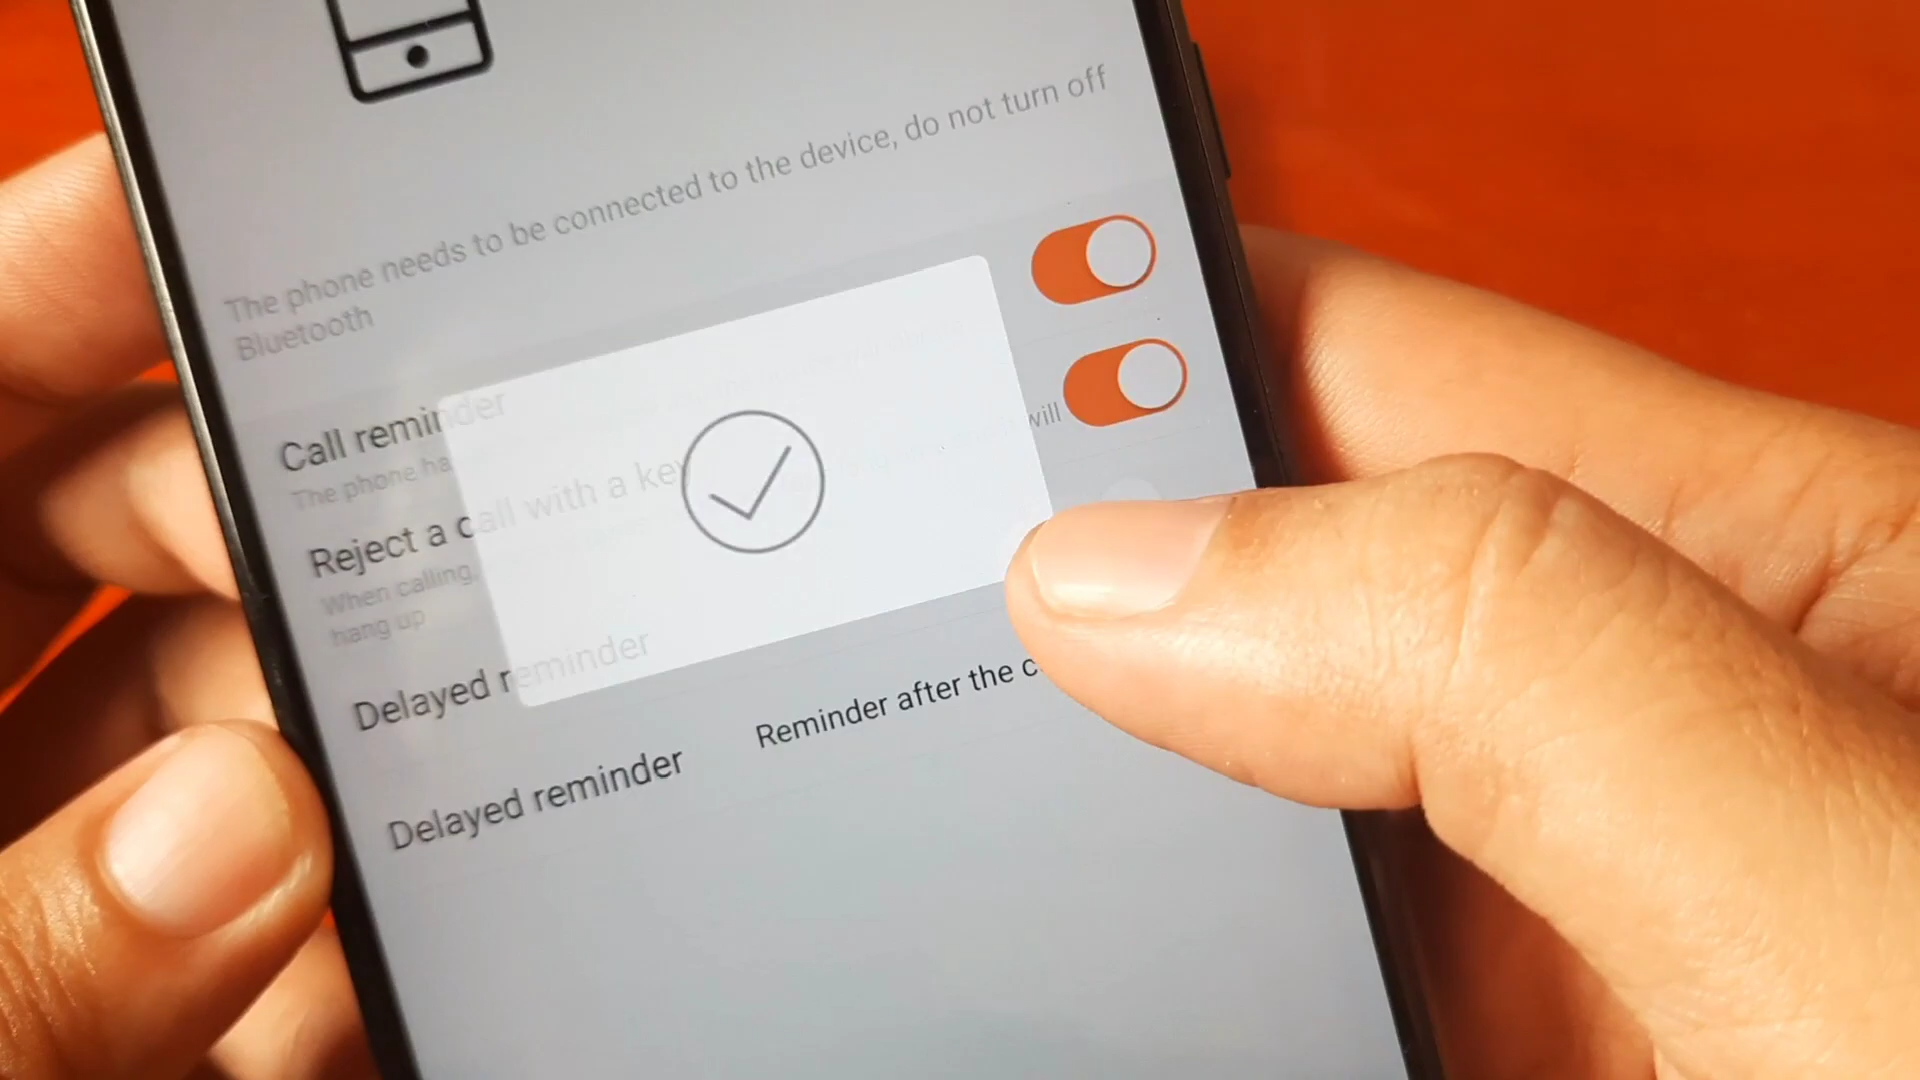 The phone needs to be connected to the device, do not turn off
Bluetooth
Call reminder
The phone ha
Reject a call with a key
When calling, will
hang up
Delayed reminder
Delayed reminder
Reminder after the c